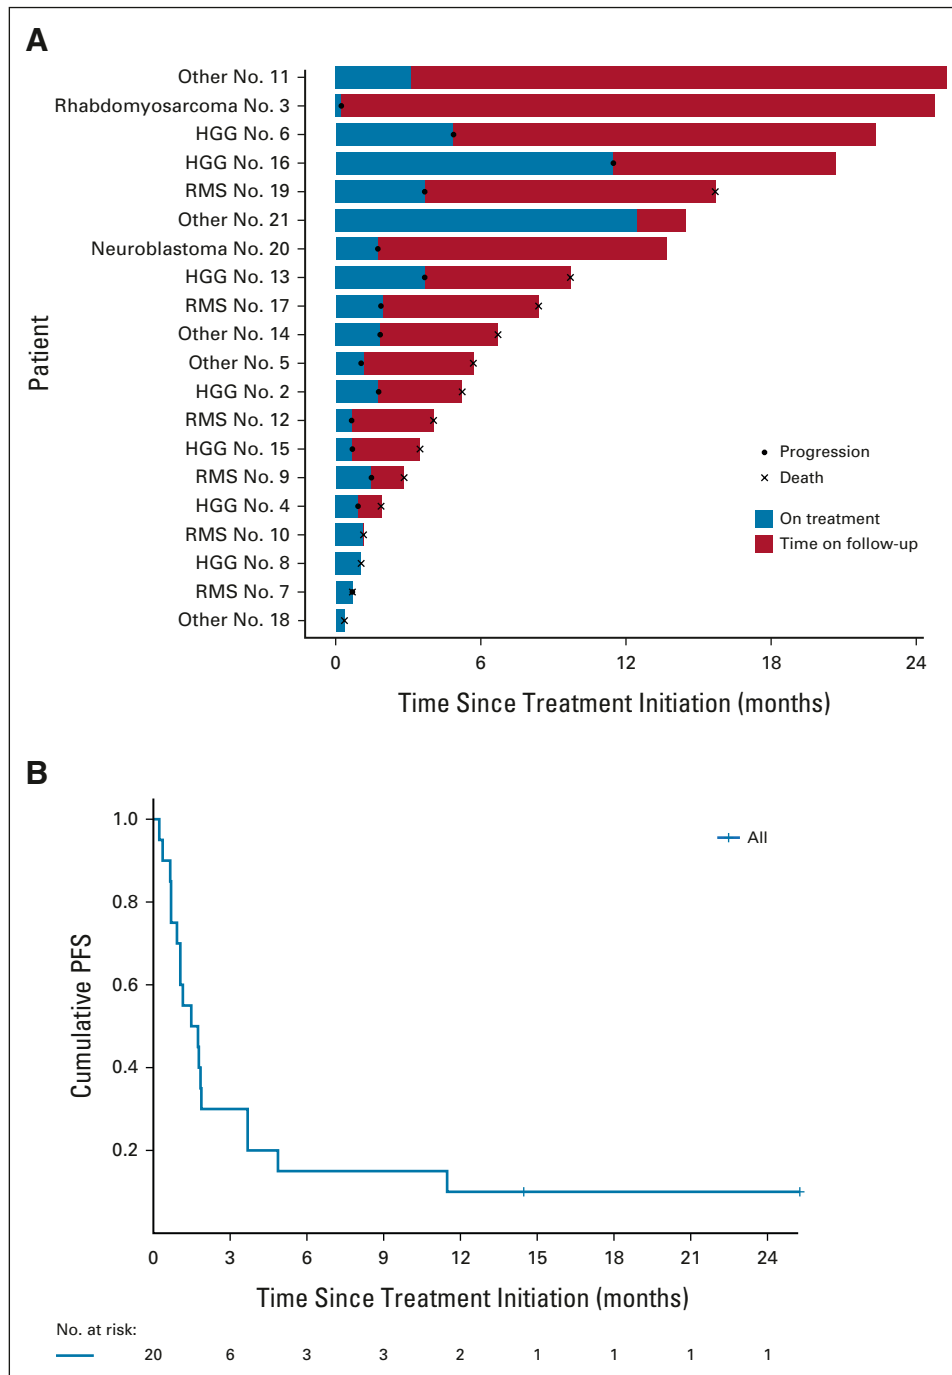 A
Other No. 11
Rhabdomyosarcoma No. 3
HGG No. 6
HGG No. 16
RMS No. 19
Other No. 21
Neuroblastoma No. 20
HGG No. 13
RMS No. 17
Other No. 14
Other No. 5
HGG No. 2
RMS No. 12
HGG No. 15
RMS No. 9
HGG No. 4
RMS No. 10
HGG No. 8
RMS No. 7
Other No. 18
Patient
Progression
Death
On treatment
Time on follow-up
0 6 12 18 24
Time Since Treatment Initiation (months)
B
1.0
0.8
0.6
0.4
0.2
Cumulative PFS
All
0 3 6 9 12 15 18 21 24
Time Since Treatment Initiation (months)
No. at risk:
20 6 3 3 2 1 1 1 1